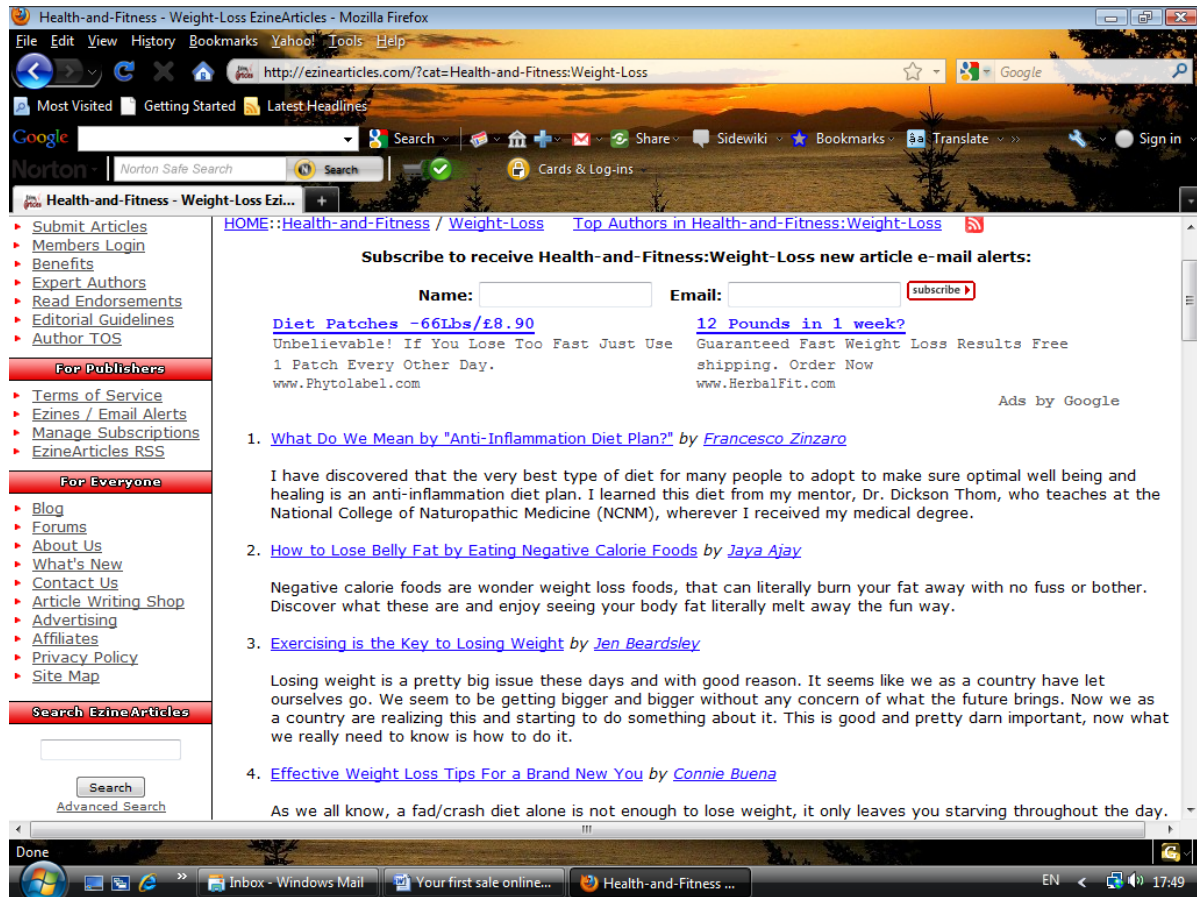 Health-and-Fitness - Weight-Loss EzineArticles - Mozilla Firefox
File Edit View History Bookmarks Yahoo! Tools Help
http://ezinearticles.com/?cat=Health-and-Fitness:Weight-Loss
Google
Most Visited Getting Started Latest Headlines
Google Search Share Sidewiki Bookmarks Translate Sign in
Norton Norton Safe Search Search Cards & Log-ins
Health-and-Fitness - Weight-Loss Ezi...
Submit Articles
Members Login
Benefits
Expert Authors
Read Endorsements
Editorial Guidelines
Author TOS
For Publishers
Terms of Service
Ezines / Email Alerts
Manage Subscriptions
EzineArticles RSS
For Everyone
Blog
Forums
About Us
What's New
Contact Us
Article Writing Shop
Advertising
Affiliates
Privacy Policy
Site Map
Search EzineArticles
Search
Advanced Search
HOME::Health-and-Fitness / Weight-Loss Top Authors in Health-and-Fitness:Weight-Loss
Subscribe to receive Health-and-Fitness:Weight-Loss new article e-mail alerts:
Name: Email: subscribe
Diet Patches -66Lbs/£8.90
Unbelievable! If You Lose Too Fast Just Use
1 Patch Every Other Day.
www.Phytolabel.com
12 Pounds in 1 week?
Guaranteed Fast Weight Loss Results Free
shipping. Order Now
www.HerbalFit.com
Ads by Google
1. What Do We Mean by "Anti-Inflammation Diet Plan?" by Francesco Zinzaro
I have discovered that the very best type of diet for many people to adopt to make sure optimal well being and
healing is an anti-inflammation diet plan. I learned this diet from my mentor, Dr. Dickson Thom, who teaches at the
National College of Naturopathic Medicine (NCNM), wherever I received my medical degree.
2. How to Lose Belly Fat by Eating Negative Calorie Foods by Jaya Ajay
Negative calorie foods are wonder weight loss foods, that can literally burn your fat away with no fuss or bother.
Discover what these are and enjoy seeing your body fat literally melt away the fun way.
3. Exercising is the Key to Losing Weight by Jen Beardsley
Losing weight is a pretty big issue these days and with good reason. It seems like we as a country have let
ourselves go. We seem to be getting bigger and bigger without any concern of what the future brings. Now we as
a country are realizing this and starting to do something about it. This is good and pretty darn important, now what
we really need to know is how to do it.
4. Effective Weight Loss Tips For a Brand New You by Connie Buena
As we all know, a fad/crash diet alone is not enough to lose weight, it only leaves you starving throughout the day.
Done
Inbox - Windows Mail Your first sale online... Health-and-Fitness ... EN 17:49